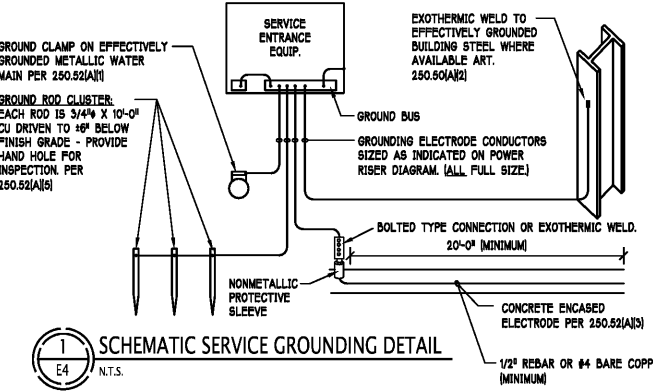 SERVICE
ENTRANCE
EQUIP.
EXOTHERMIC WELD TO
EFFECTIVELY GROUNDED
BUILDING STEEL WHERE
AVAILABLE ART.
250.50(A)(2)
GROUND CLAMP ON EFFECTIVELY
GROUNDED METALLIC WATER
MAIN PER 250.52(A)(1)
GROUND ROD CLUSTER:
EACH ROD IS 3/4"ø X 10'-0"
CU DRIVEN TO ±6" BELOW
FINISH GRADE - PROVIDE
HAND HOLE FOR
INSPECTION. PER
250.52(A)(5)
GROUND BUS
GROUNDING ELECTRODE CONDUCTORS
SIZED AS INDICATED ON POWER
RISER DIAGRAM. (ALL FULL SIZE.)
BOLTED TYPE CONNECTION OR EXOTHERMIC WELD.
20'-0" (MINIMUM)
NONMETALLIC
PROTECTIVE
SLEEVE
CONCRETE ENCASED
ELECTRODE PER 250.52(A)(3)
1/2" REBAR OR #4 BARE COPP
(MINIMUM)
1
E4
SCHEMATIC SERVICE GROUNDING DETAIL
N.T.S.